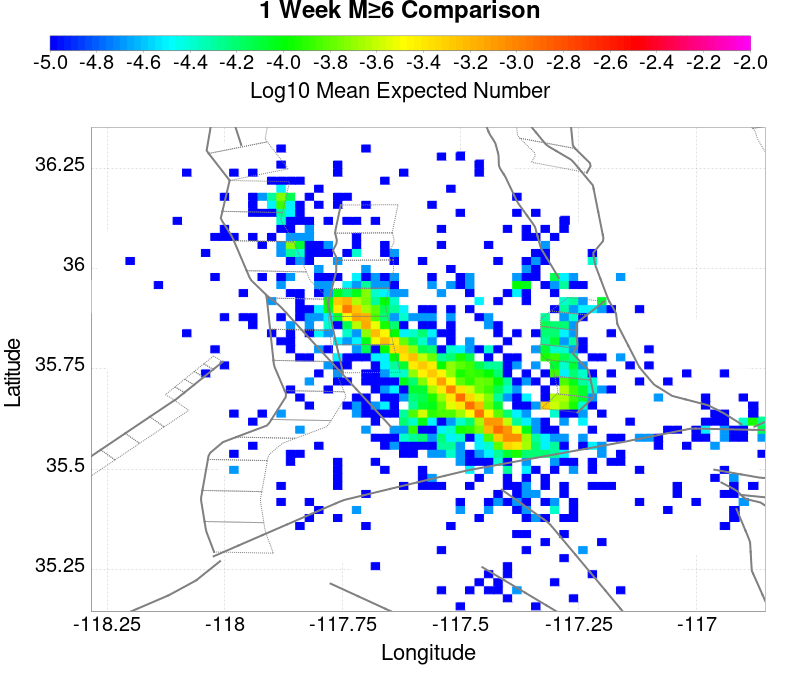 1 Week M≥6 Comparison
-5.0 -4.8 -4.6 -4.4 -4.2 -4.0 -3.8 -3.6 -3.4 -3.2 -3.0 -2.8 -2.6 -2.4 -2.2 -2.0
Log10 Mean Expected Number
36.25
36
35.75
35.5
35.25
Latitude
-118.25 -118 -117.75 -117.5 -117.25 -117
Longitude